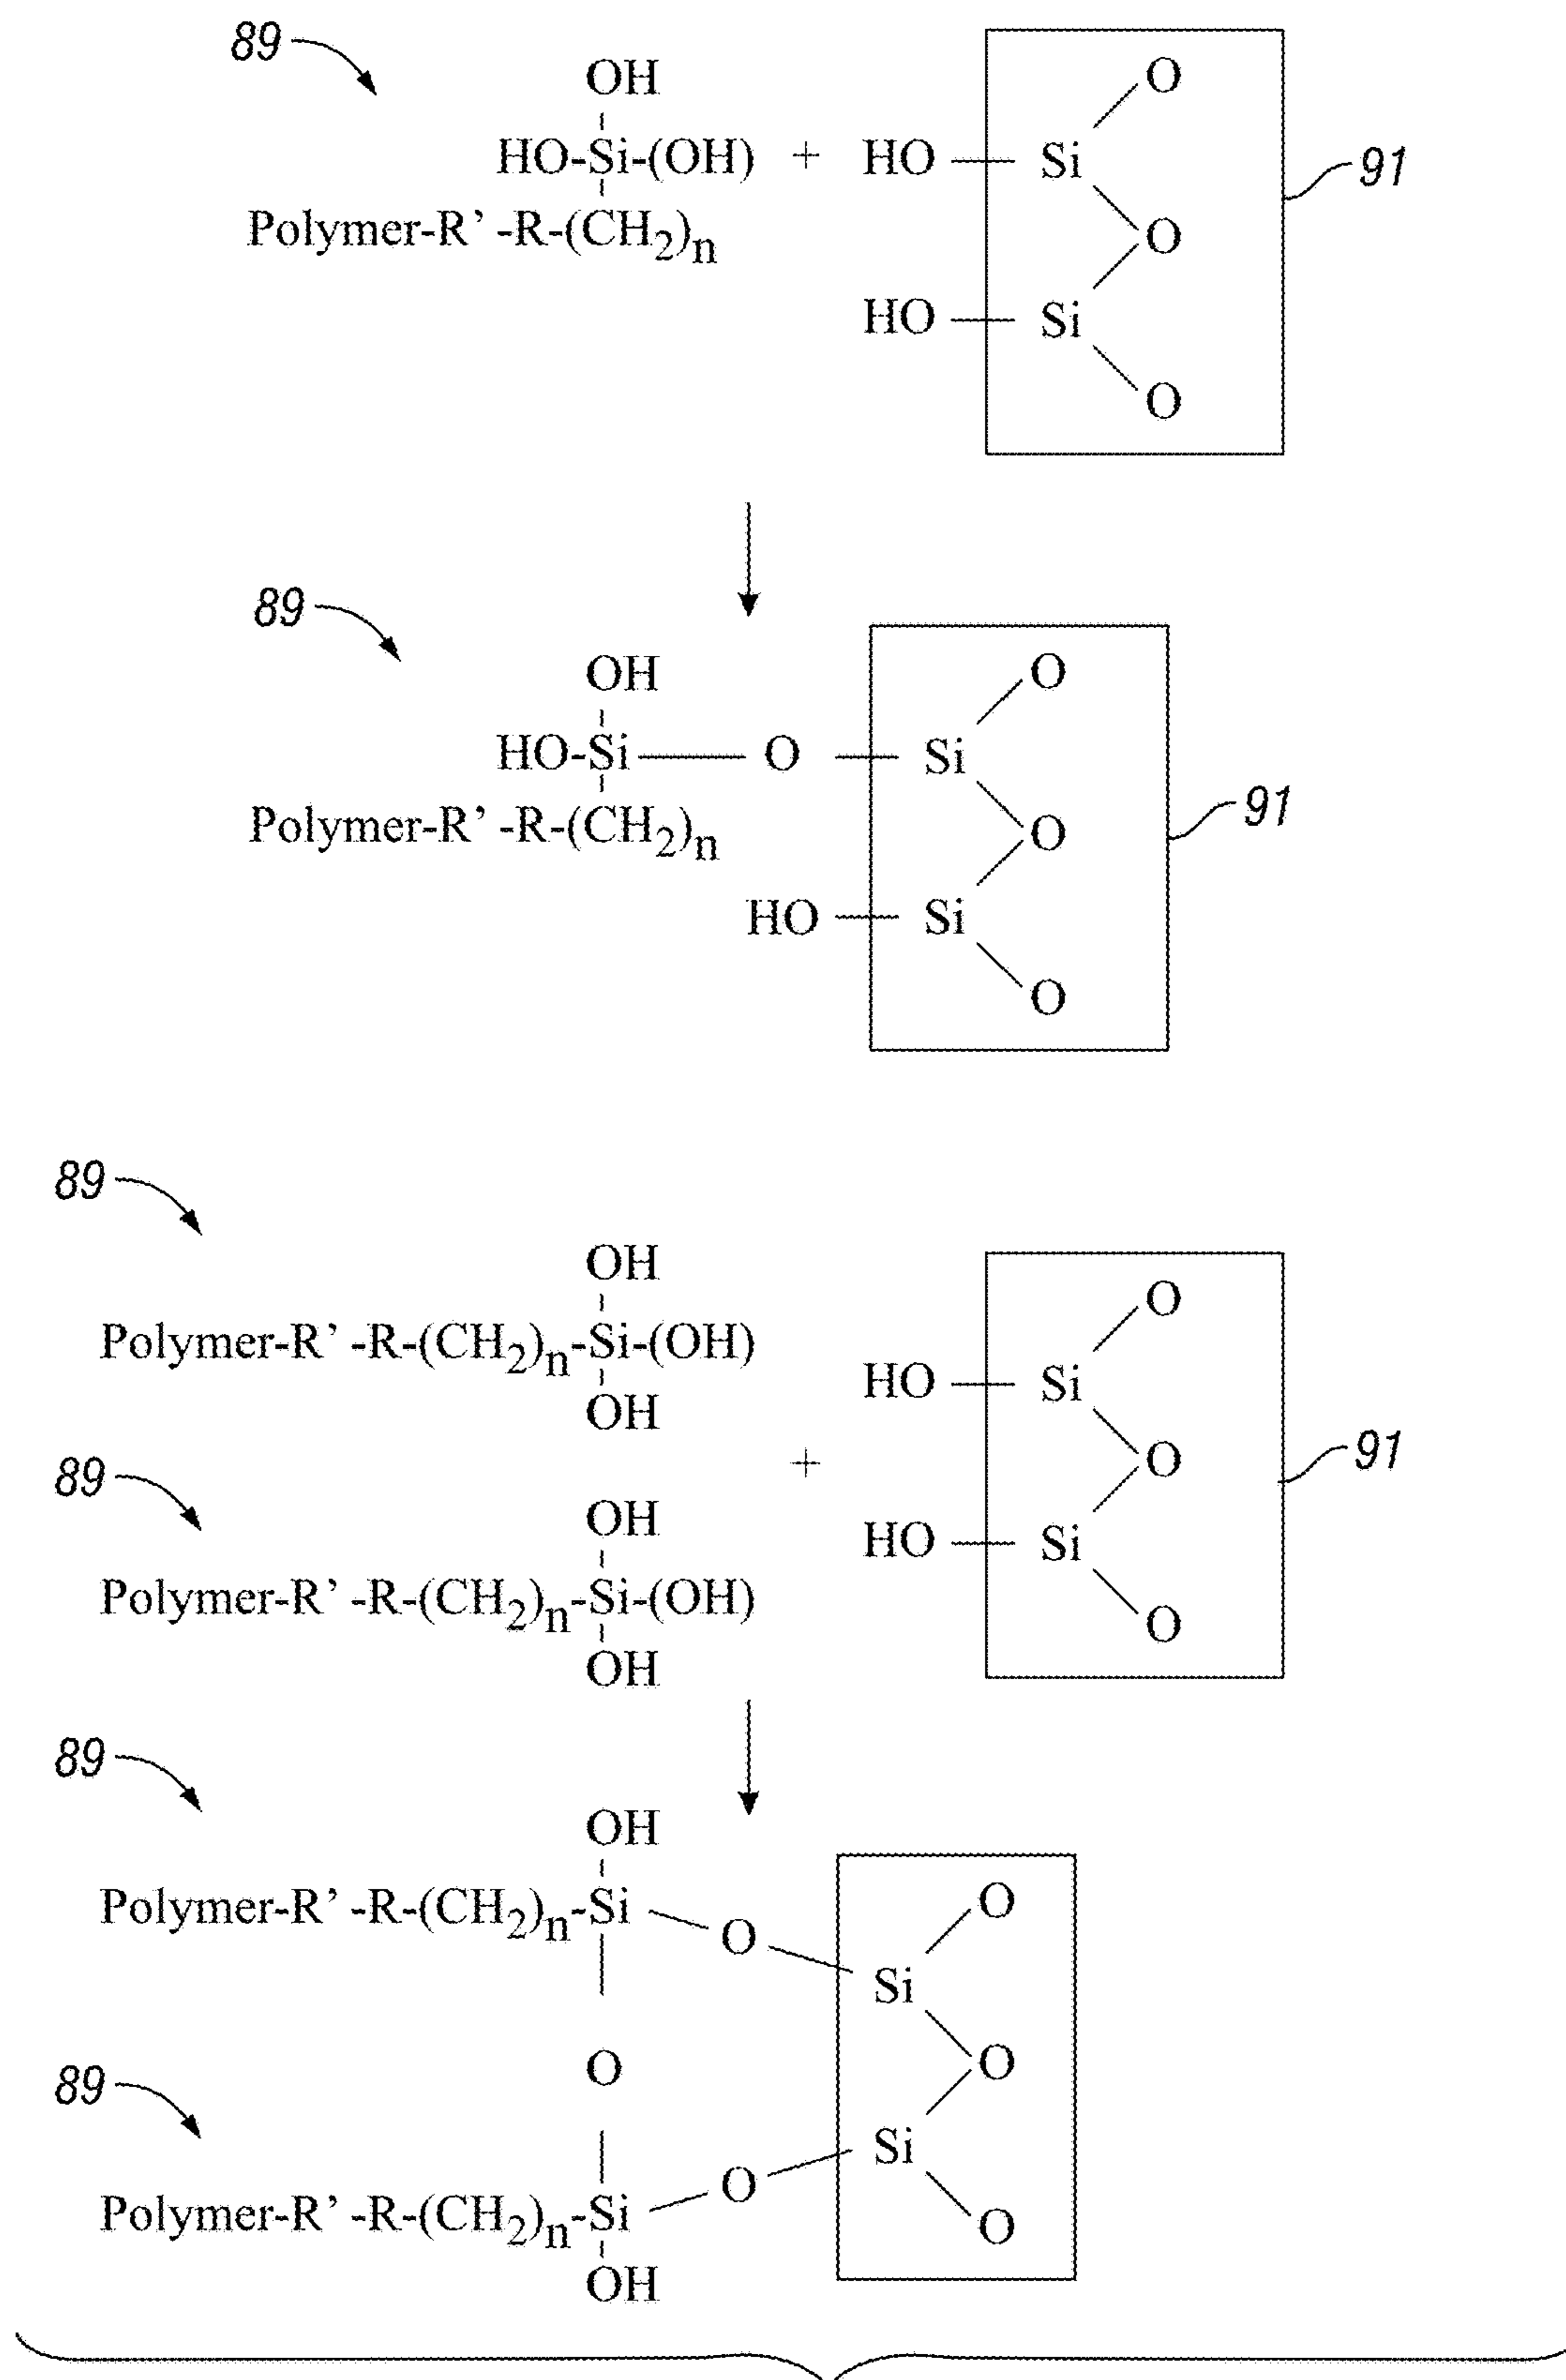 89
OH
O
HO-Si-(OH) + HO Si 91
Polymer-R' -R-(CH2)n O
HO Si
O
89
OH O
HO-Si O Si
Polymer-R' -R-(CH2)n O 91
HO Si
O
89
OH O
Polymer-R' -R-(CH2)n-Si-(OH) HO Si
OH
89 + O 91
OH HO Si
Polymer-R' -R-(CH2)n-Si-(OH) O
OH
89
OH
Polymer-R' -R-(CH2)n-Si O O
Si
O O
89
Si
Polymer-R' -R-(CH2)n-Si O O
OH